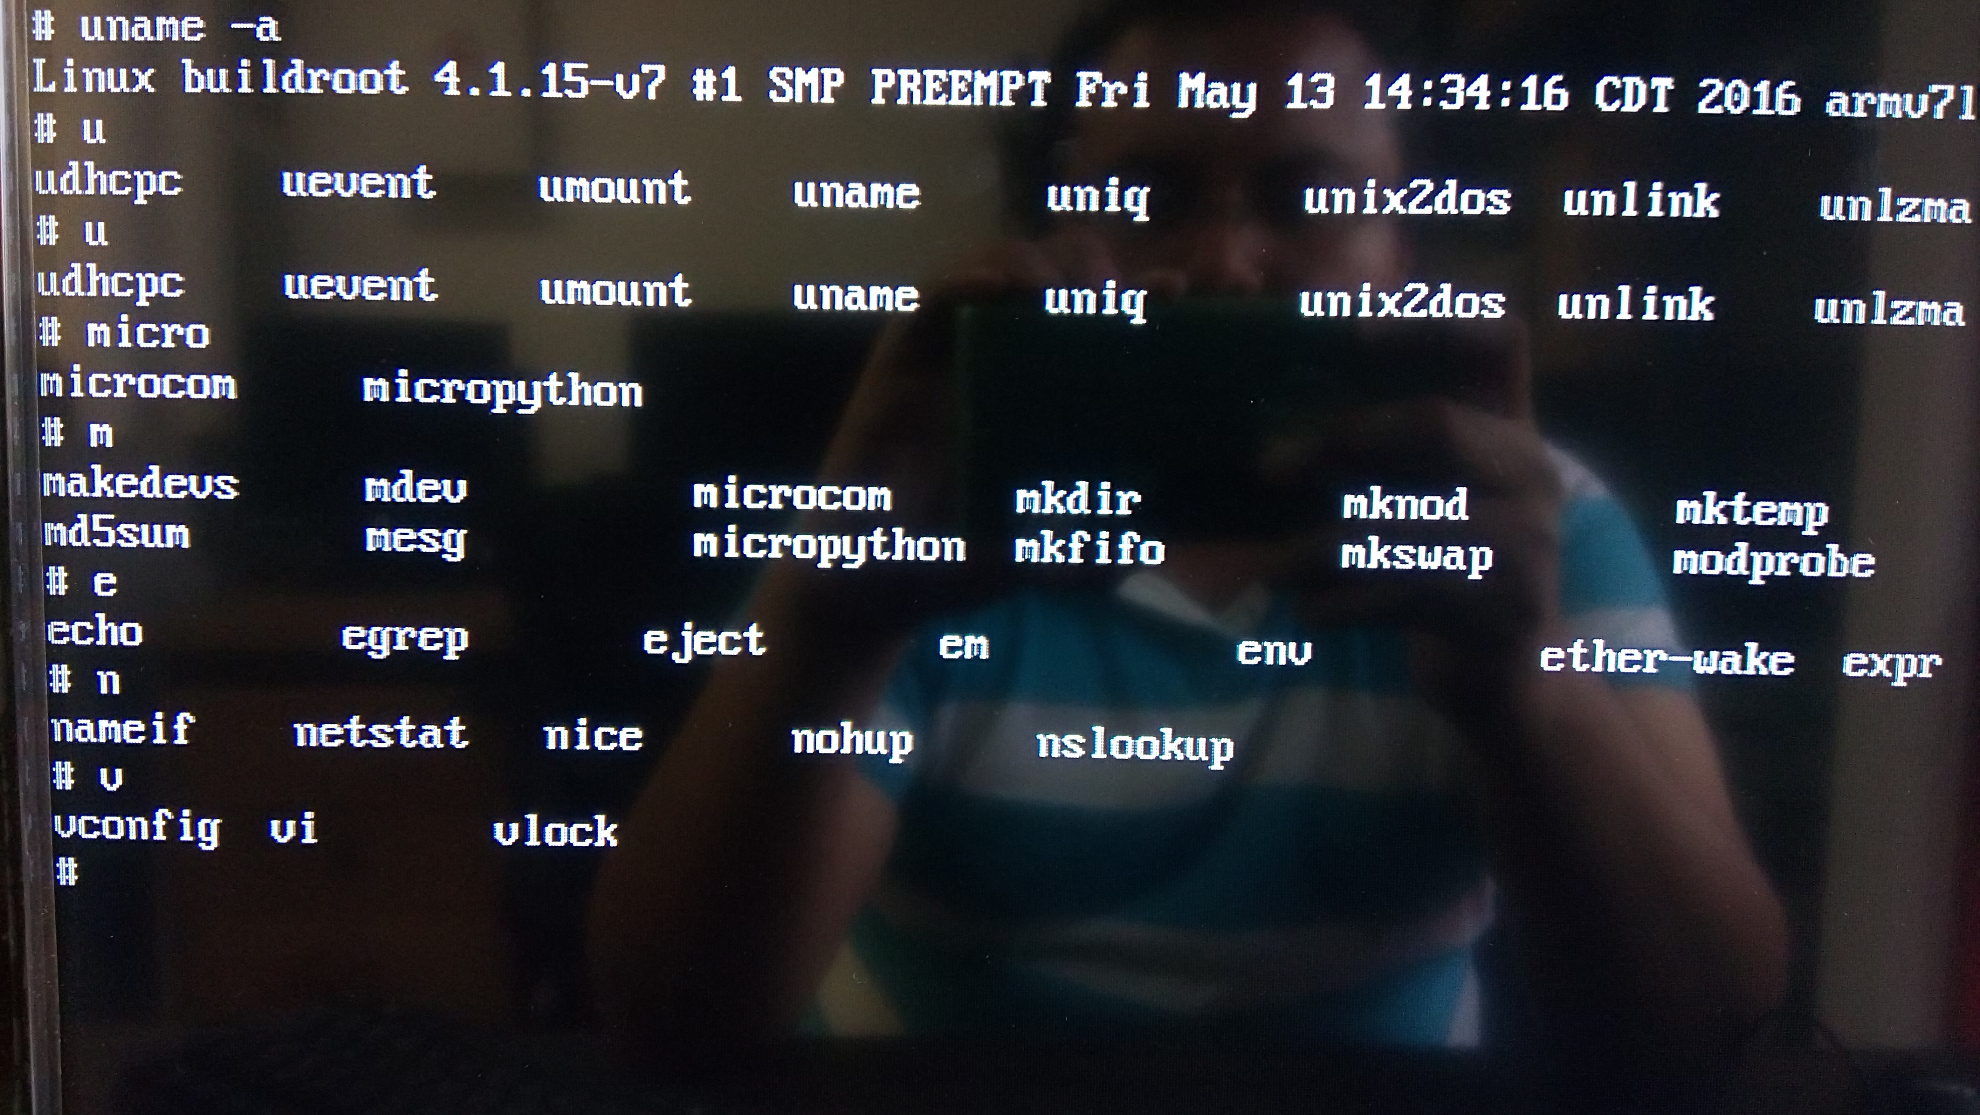 # uname -a
Linux buildroot 4.1.15-v7 #1 SMP PREEMPT Fri May 13 14:34:16 CDT 2016 armv7l
# u
udhcpc uevent umount uname uniq unix2dos unlink unlzma
# u
udhcpc uevent umount uname uniq unix2dos unlink unlzma
# micro
microcom micropython
# m
makedevs mdev microcom mkdir mknod mktemp
md5sum mesg micropython mkfifo mkswap modprobe
# e
echo egrep eject em env ether-wake expr
# n
nameif netstat nice nohup nslookup
# v
vconfig vi vlock
#